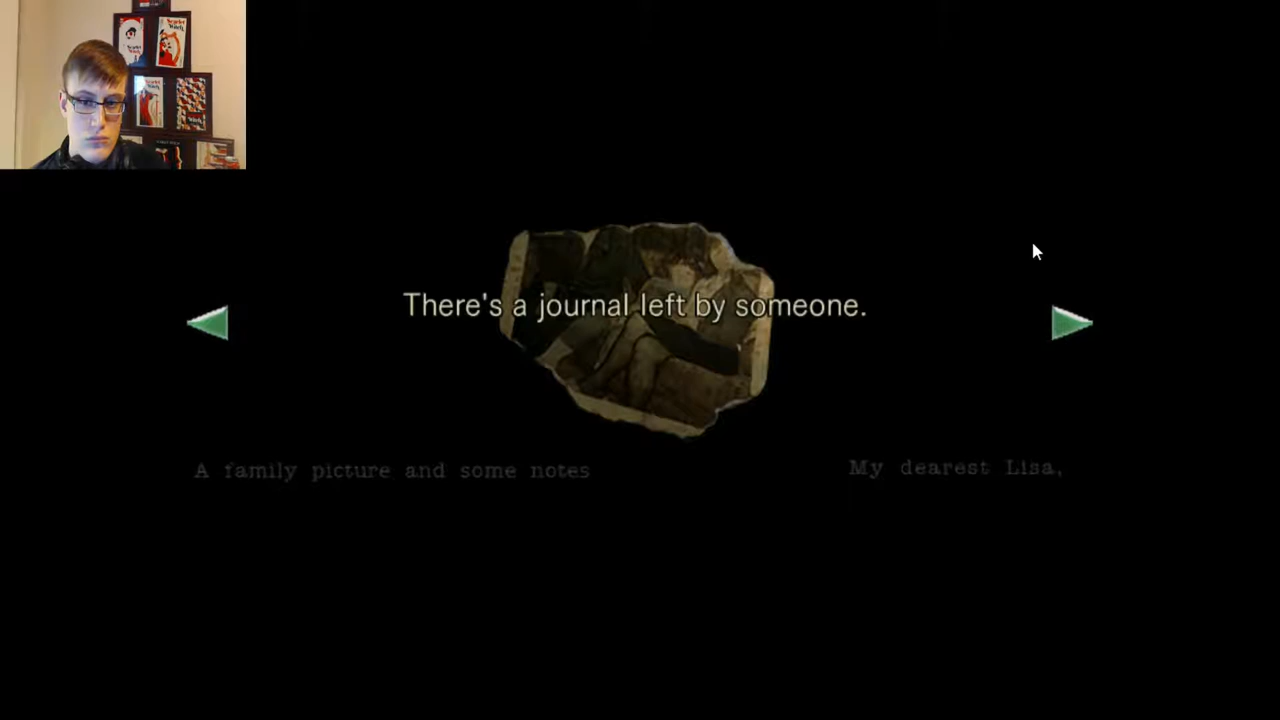 There's a journal left by someone.
A family picture and some notes
My dearest Lisa,